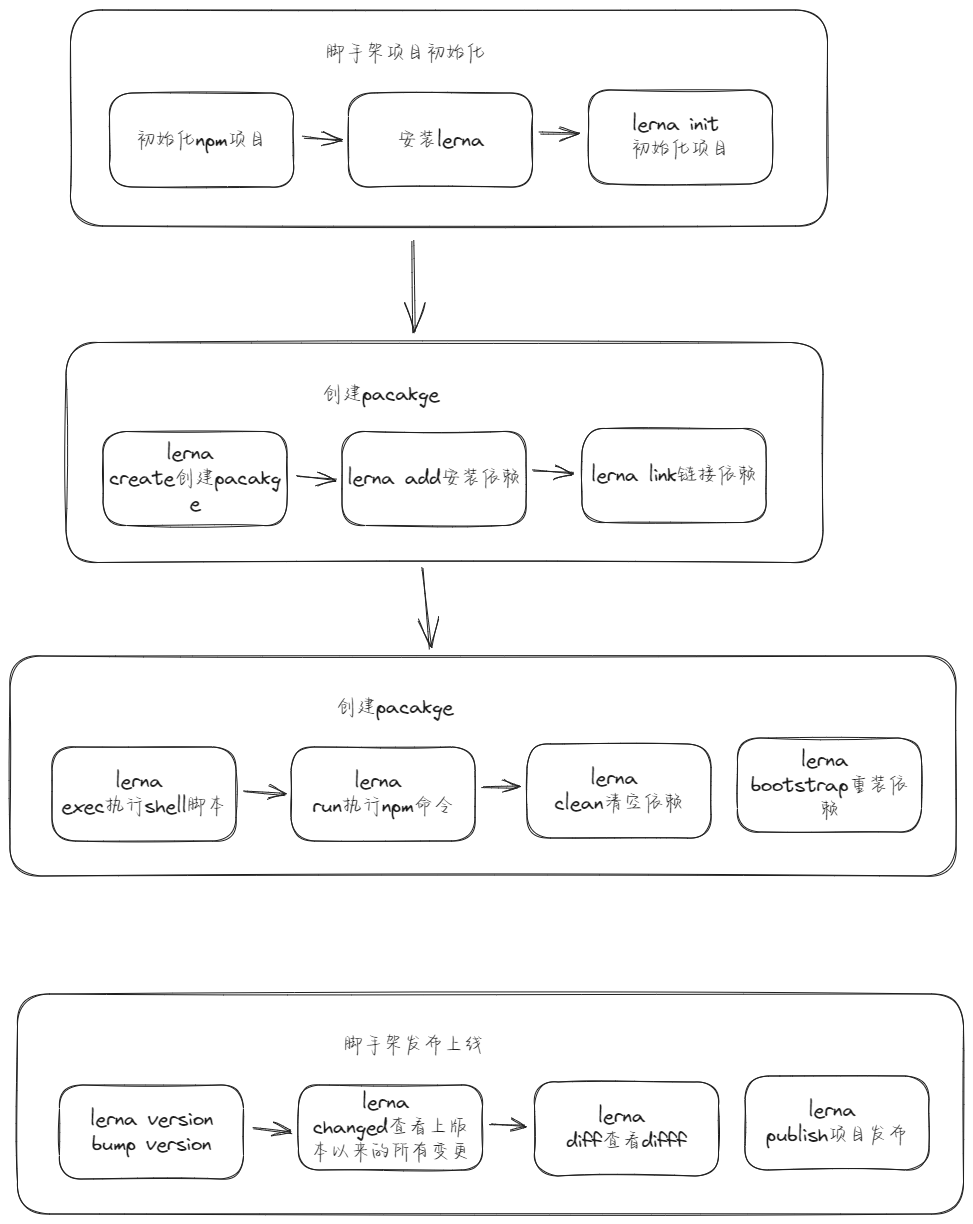 脚手架项目初始化
初始化npm项目
安装lerna
lerna init
初始化项目
创建pacakge
lerna
create创建pacakg
e
lerna add安装依赖
lerna link链接依赖
创建pacakge
lerna
exec执行shell脚本
lerna
run执行npm命令
lerna
clean清空依赖
lerna
bootstrap重装依
赖
脚手架发布上线
lerna version
bump version
lerna
changed查看上版
本以来的所有变更
lerna
diff查看difff
lerna
publish项目发布